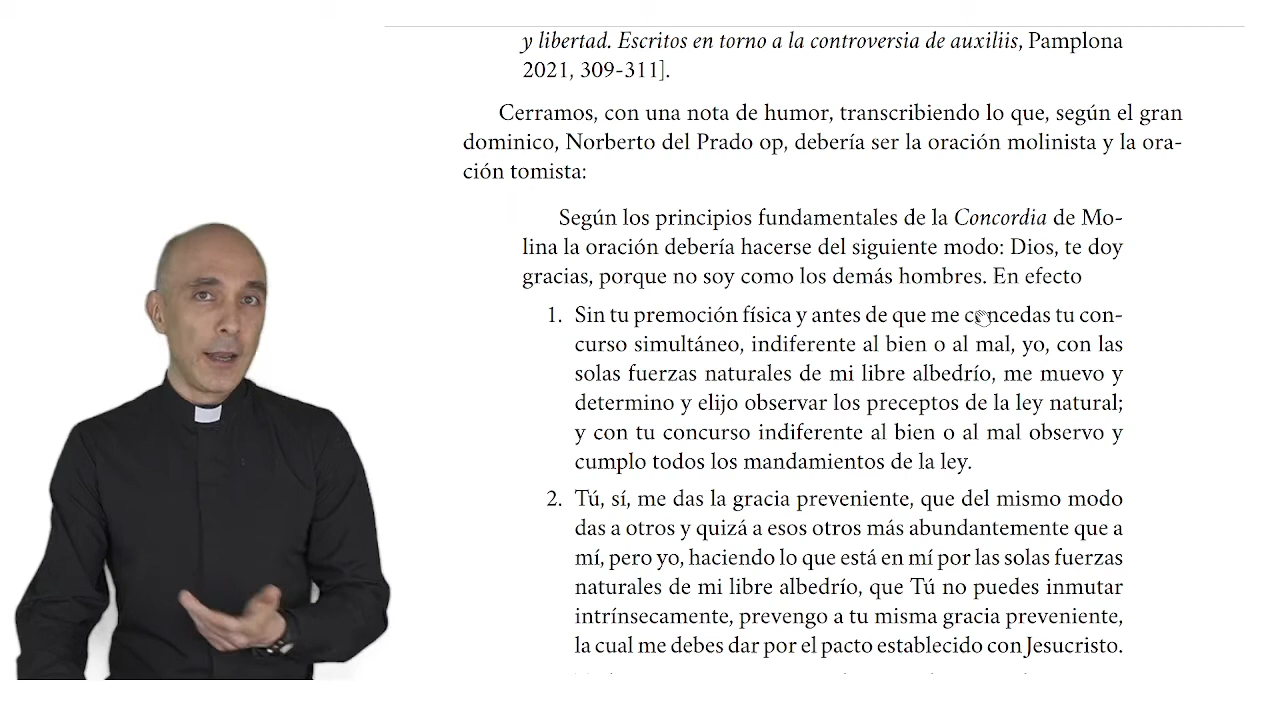 y libertad. Escritos en torno a la controversia de auxiliis, Pamplona
2021, 309-311].
Cerramos, con una nota de humor, transcribiendo lo que, según el gran
dominico, Norberto del Prado op, debería ser la oración molinista y la ora-
ción tomista:
Según los principios fundamentales de la Concordia de Mo-
lina la oración debería hacerse del siguiente modo: Dios, te doy
gracias, porque no soy como los demás hombres. En efecto
1. Sin tu premoción física y antes de que me concedas tu con-
curso simultáneo, indiferente al bien o al mal, yo, con las
solas fuerzas naturales de mi libre albedrío, me muevo y
determino y elijo observar los preceptos de la ley natural;
y con tu concurso indiferente al bien o al mal observo y
cumplo todos los mandamientos de la ley.
2. Tú, sí, me das la gracia preveniente, que del mismo modo
das a otros y quizá a esos otros más abundantemente que a
mí, pero yo, haciendo lo que está en mí por las solas fuerzas
naturales de mi libre albedrío, que Tú no puedes inmutar
intrínsecamente, prevengo a tu misma gracia preveniente,
la cual me debes dar por el pacto establecido con Jesucristo.